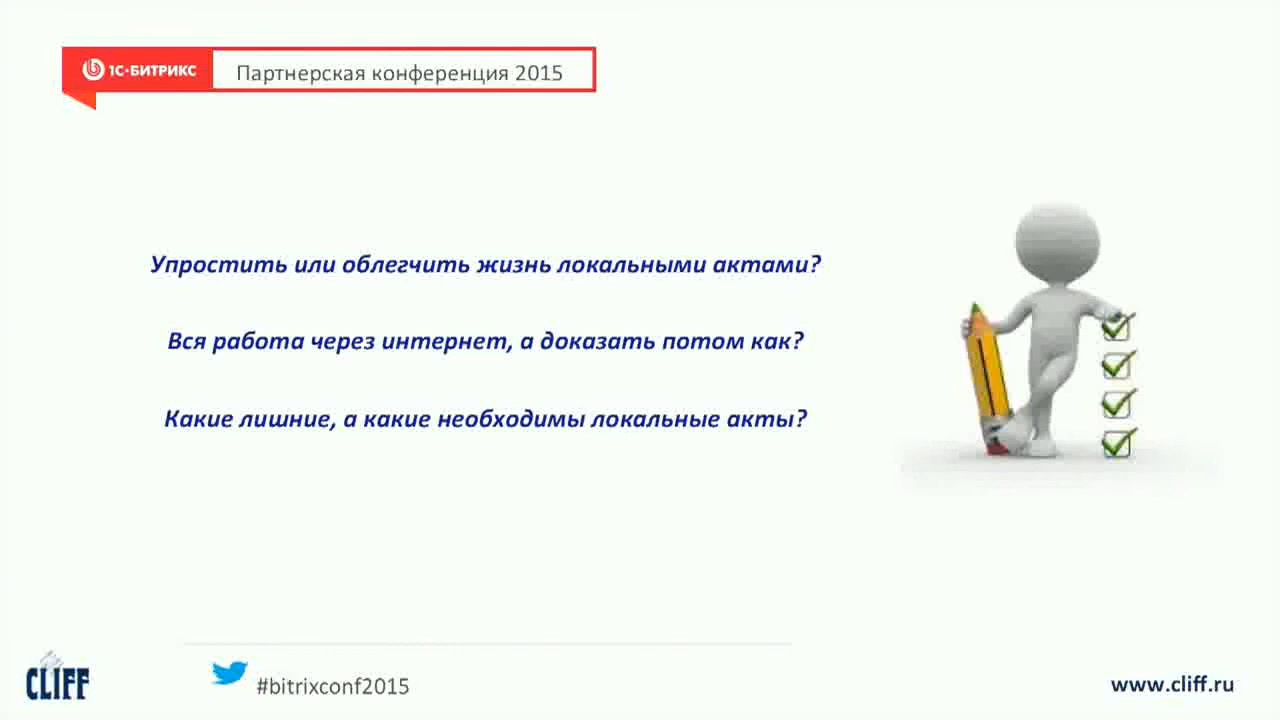 1С-БИТРИКС
Партнерская конференция 2015
Упростить или облегчить жизнь локальными актами?
Вся работа через интернет, а доказать потом как?
Какие лишние, а какие необходимы локальные акты?
CLIFF
#bitrixconf2015
www.cliff.ru